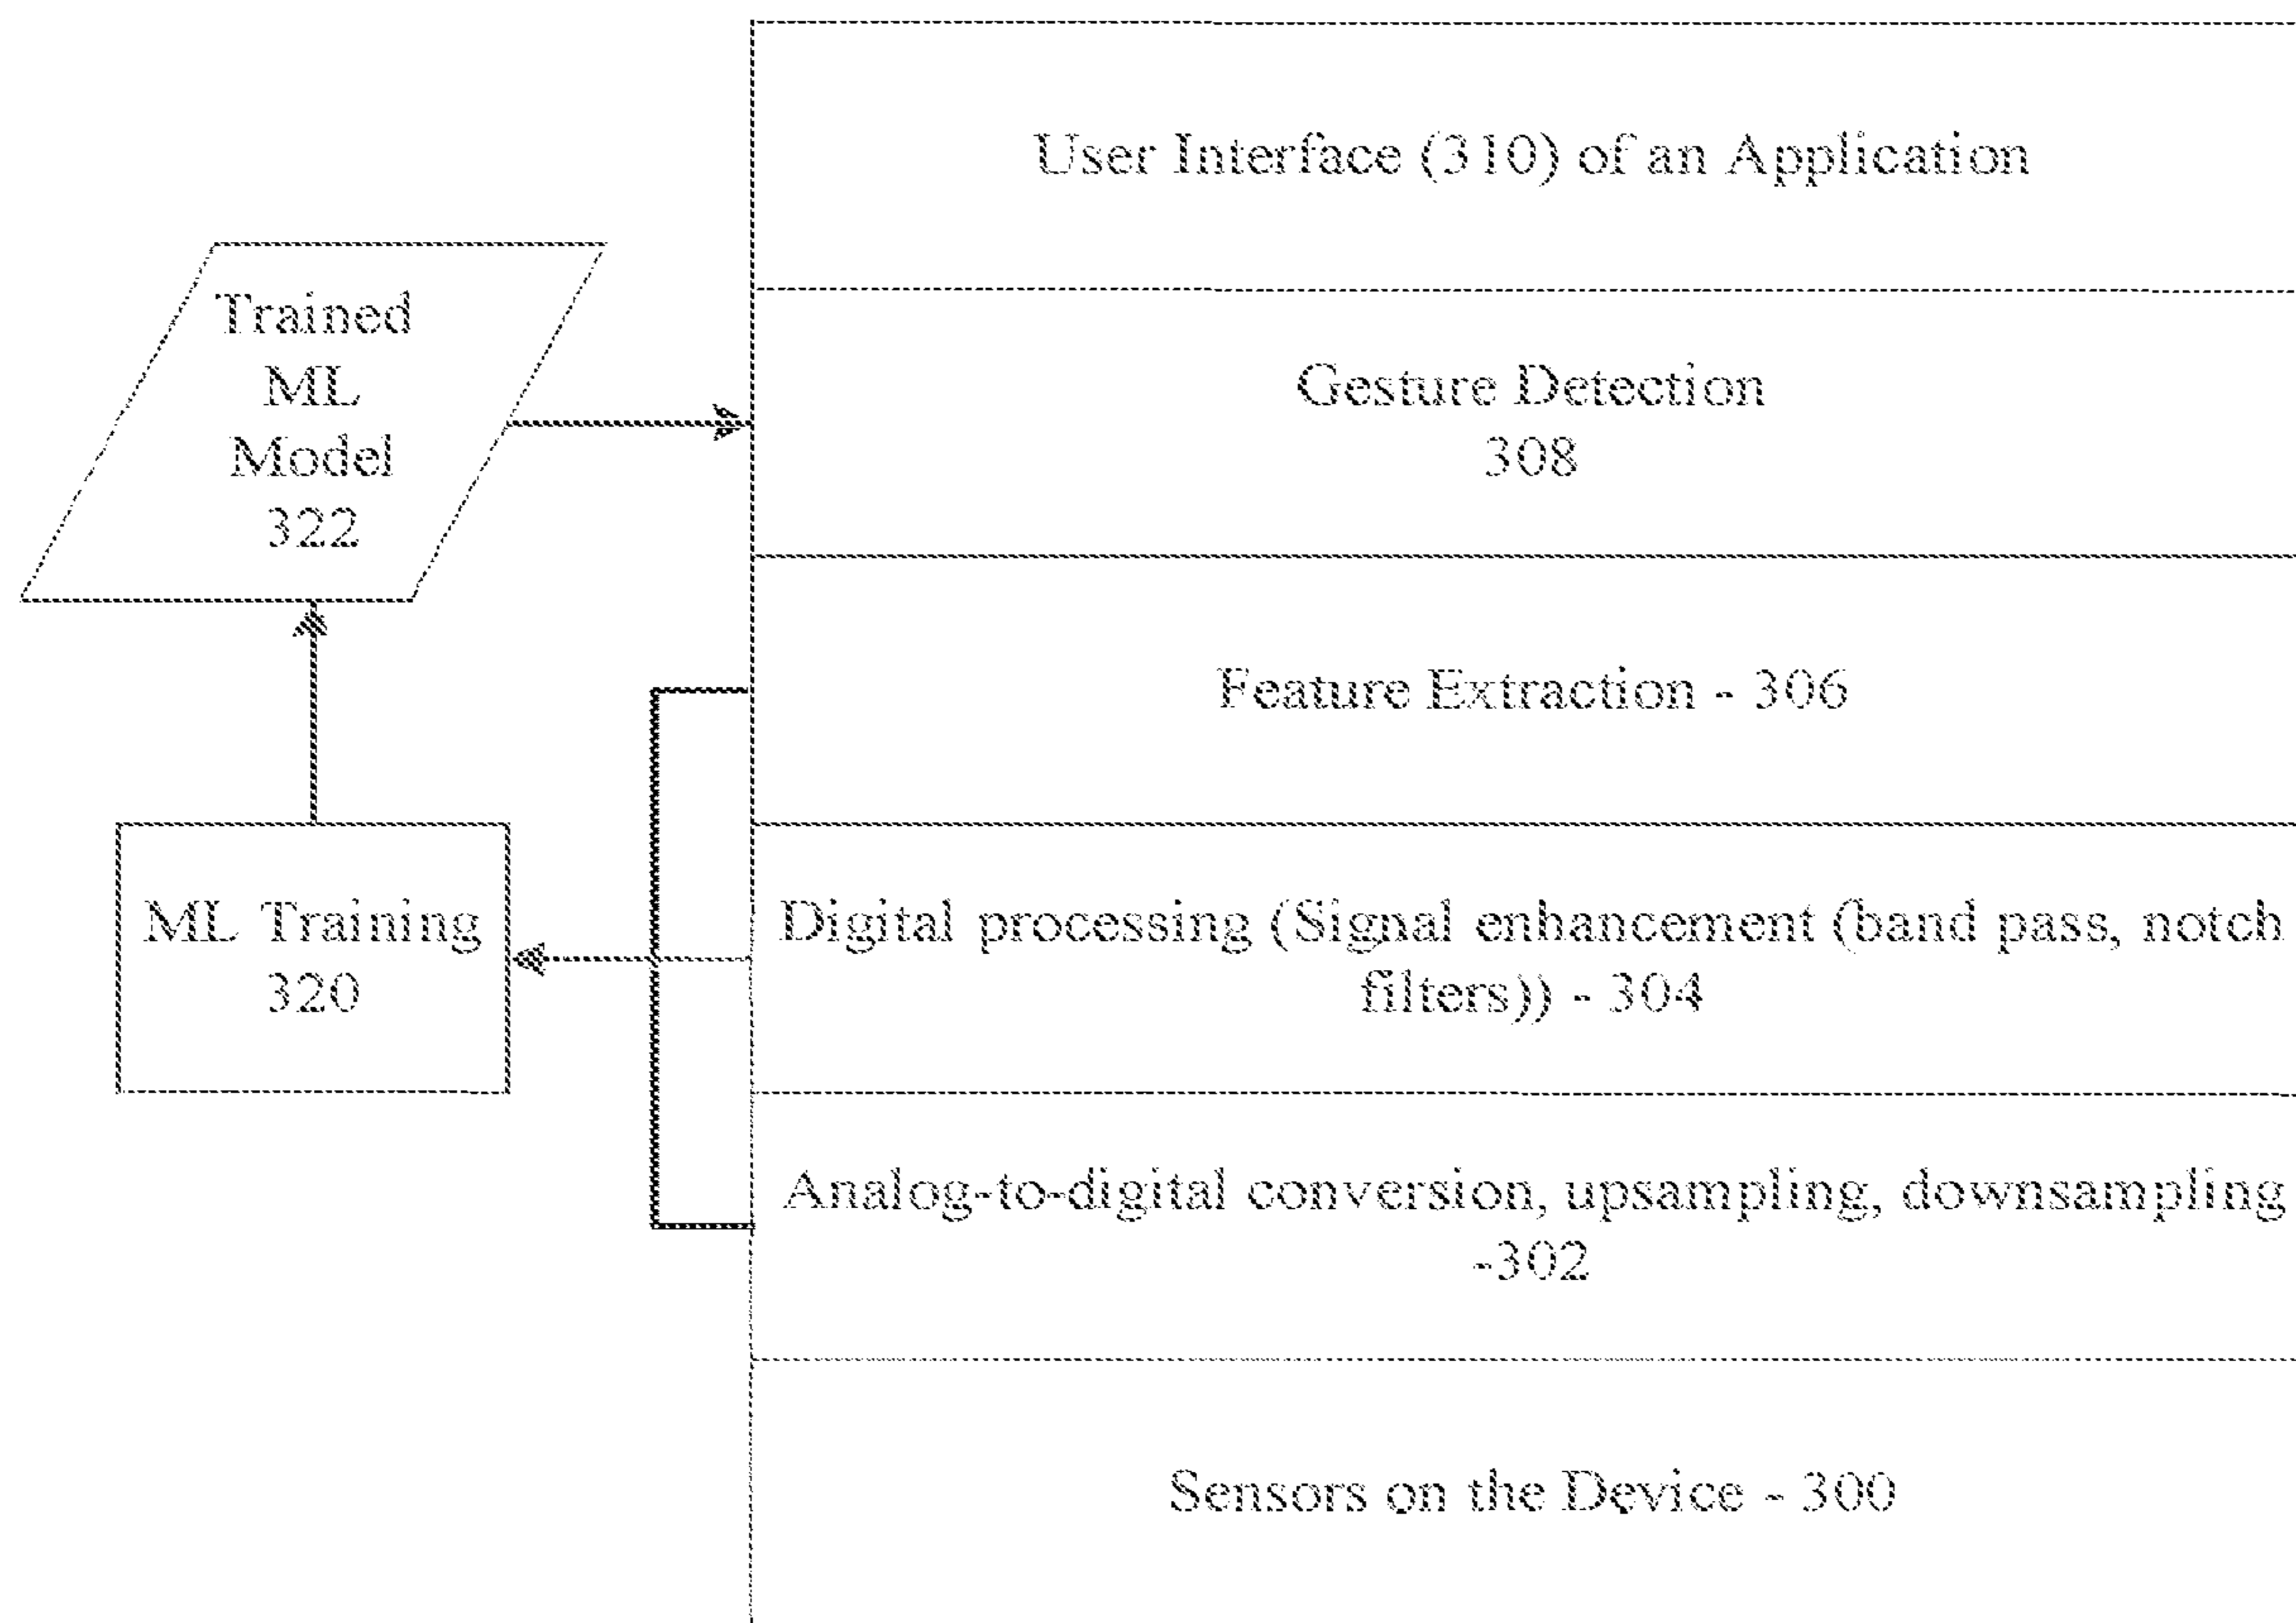 User Interface (310) of an Application
Trained
ML
Model
322
Gesture Detection
308
Feature Extraction - 306
ML Training
320
Digital processing (Signal enhancement (band pass, notch
filters)) - 304
Analog-to-digital conversion, upsampling, downsampling
-302
Sensors on the Device - 300